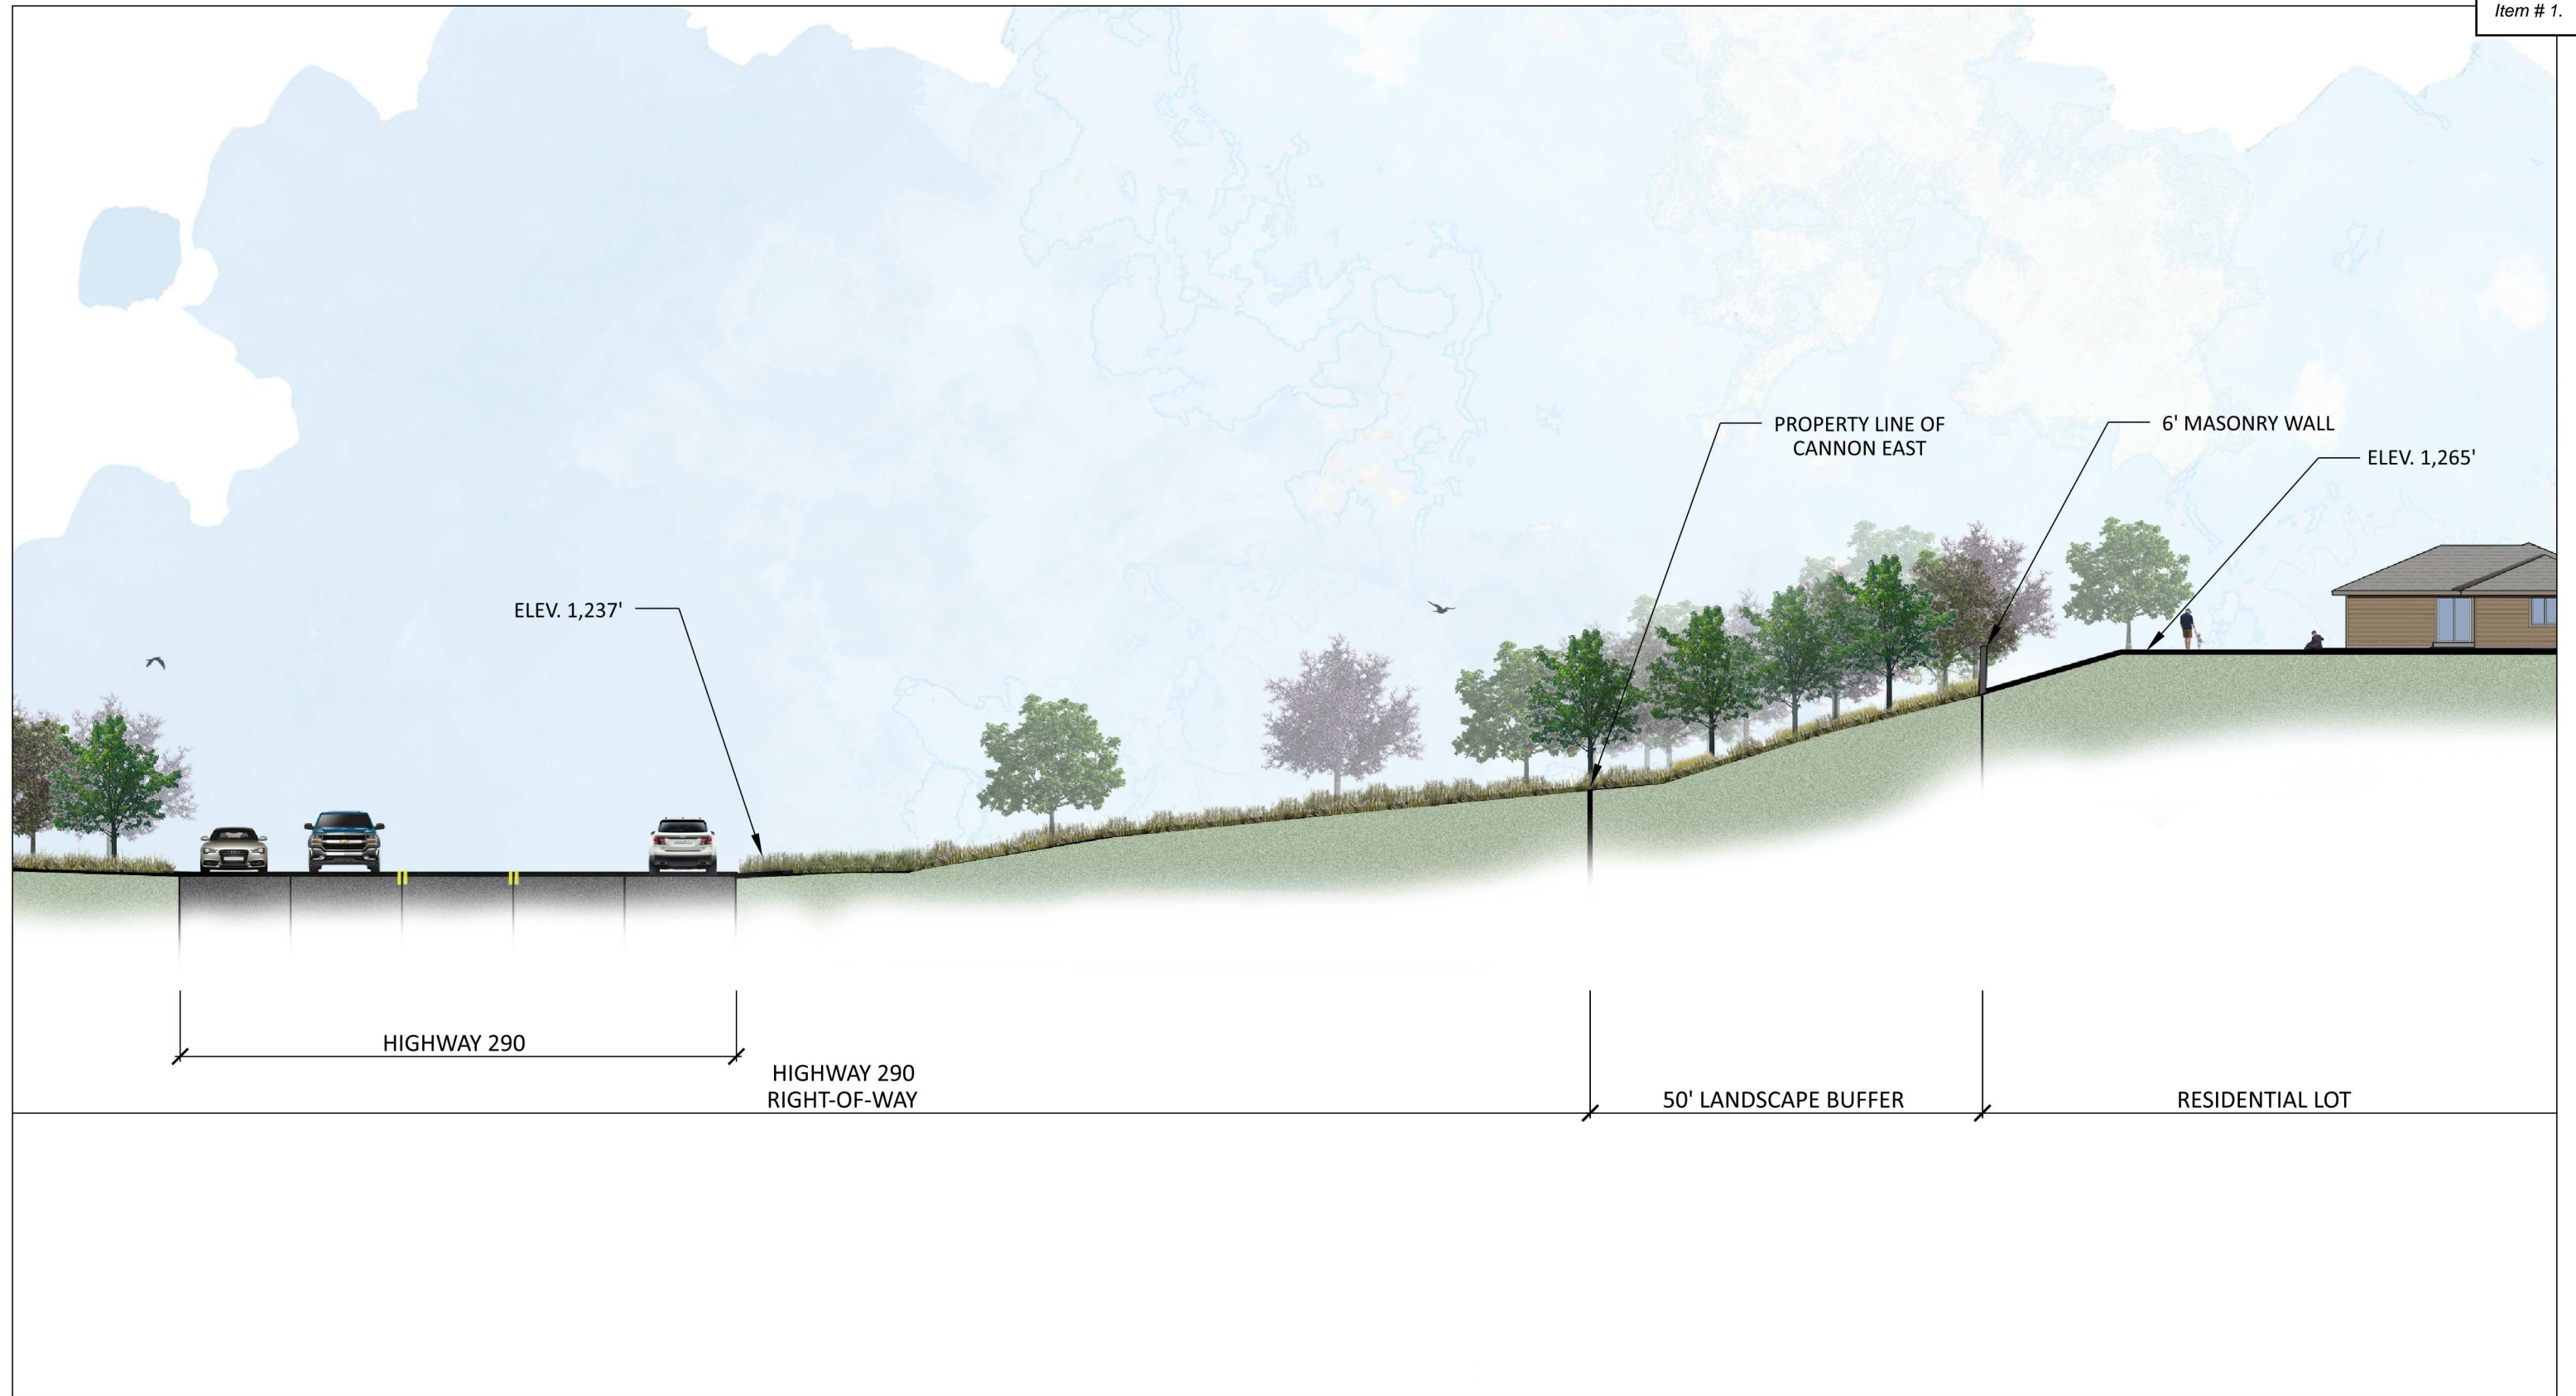 Item # 1.
PROPERTY LINE OF
CANNON EAST
6' MASONRY WALL
ELEV. 1,265'
ELEV. 1,237'
HIGHWAY 290
HIGHWAY 290
RIGHT-OF-WAY
50' LANDSCAPE BUFFER
RESIDENTIAL LOT